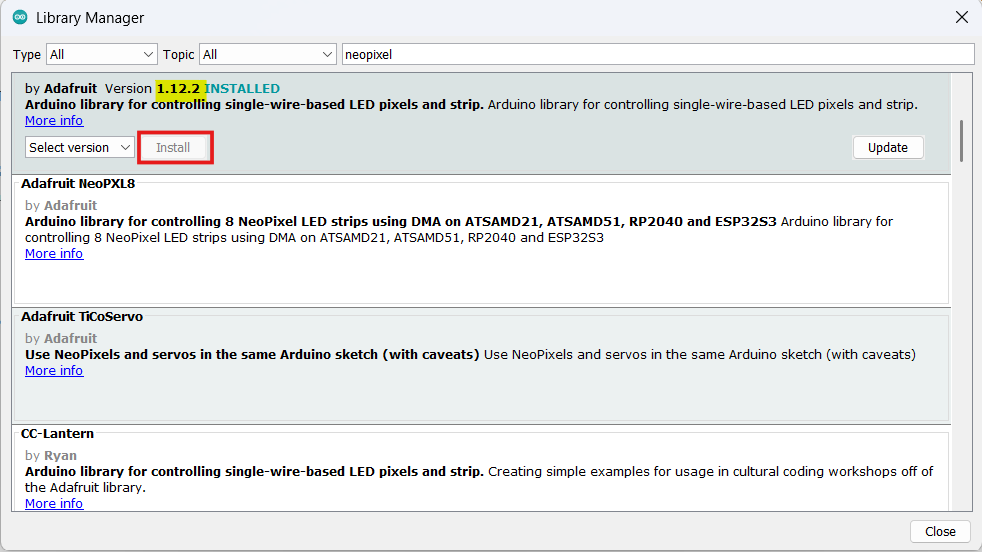 Library Manager
Type All Topic All neopixel
by Adafruit Version 1.12.2 INSTALLED
Arduino library for controlling single-wire-based LED pixels and strip. Arduino library for controlling single-wire-based LED pixels and strip.
More info
Select version Install Update
Adafruit NeoPXL8
by Adafruit
Arduino library for controlling 8 NeoPixel LED strips using DMA on ATSAMD21, ATSAMD51, RP2040 and ESP32S3 Arduino library for
controlling 8 NeoPixel LED strips using DMA on ATSAMD21, ATSAMD51, RP2040 and ESP32S3
More info
Adafruit TiCoServo
by Adafruit
Use NeoPixels and servos in the same Arduino sketch (with caveats) Use NeoPixels and servos in the same Arduino sketch (with caveats)
More info
CC-Lantern
by Ryan
Arduino library for controlling single-wire-based LED pixels and strip. Creating simple examples for usage in cultural coding workshops off of
the Adafruit library.
More info
Close